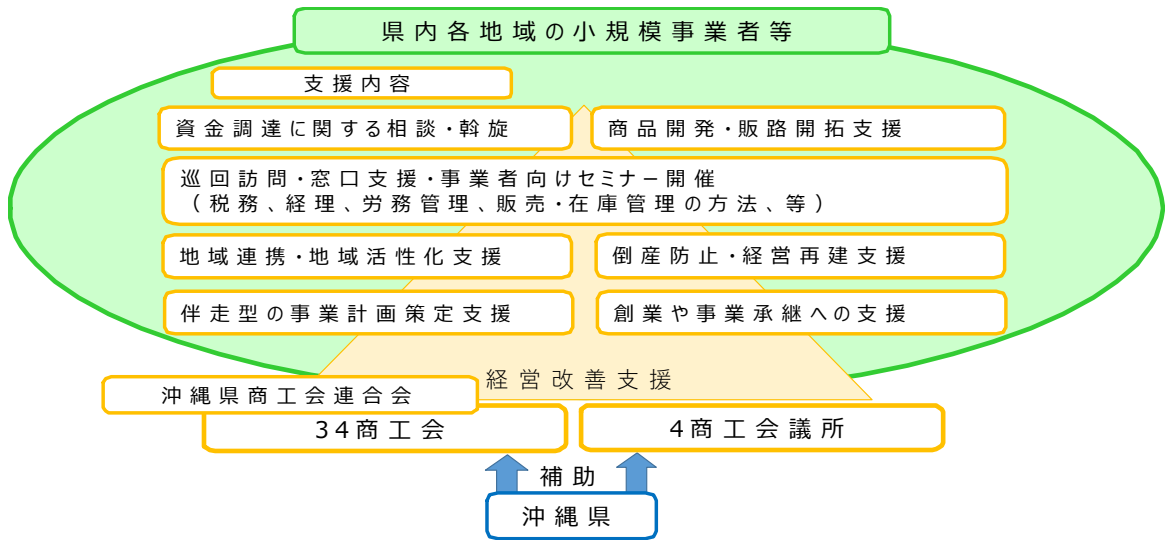 県内各地域の小規模事業者等
支援内容
資金調達に関する相談・斡旋
商品開発・販路開拓支援
巡回訪問・窓口支援・事業者向けセミナー開催
(税務、経理、労務管理、販売・在庫管理の方法、等)
地域連携・地域活性化支援
倒産防止・経営再建支援
伴走型の事業計画策定支援
創業や事業承継への支援
経営改善支援
沖縄県商工会連合会
34商工会
4商工会議所
補助
沖縄県